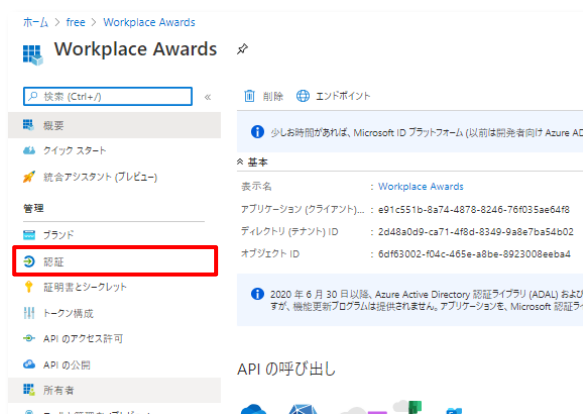 ホーム > free > Workplace Awards
Workplace Awards
検索 (Ctrl+/)
«
概要
クイック スタート
統合アシスタント (プレビュー)
管理
ブランド
認証
証明書とシークレット
トークン構成
API のアクセス許可
API の公開
所有者
削除 エンドポイント
少しお時間があれば、Microsoft ID プラットフォーム (以前は開発者向け Azure AD
基本
表示名 : Workplace Awards
アプリケーション (クライアント)... : e91c551b-8a74-4878-8246-76f035ae64f8
ディレクトリ (テナント) ID : 2d48a0d9-ca71-4f8d-8349-9a8e7ba54b02
オブジェクト ID : 6df63002-f04c-465e-a8be-8923008eeba4
2020 年 6 月 30 日以降、Azure Active Directory 認証ライブラリ (ADAL) および
すが、機能更新プログラムは提供されません。アプリケーションを、Microsoft 認証ラ
API の呼び出し